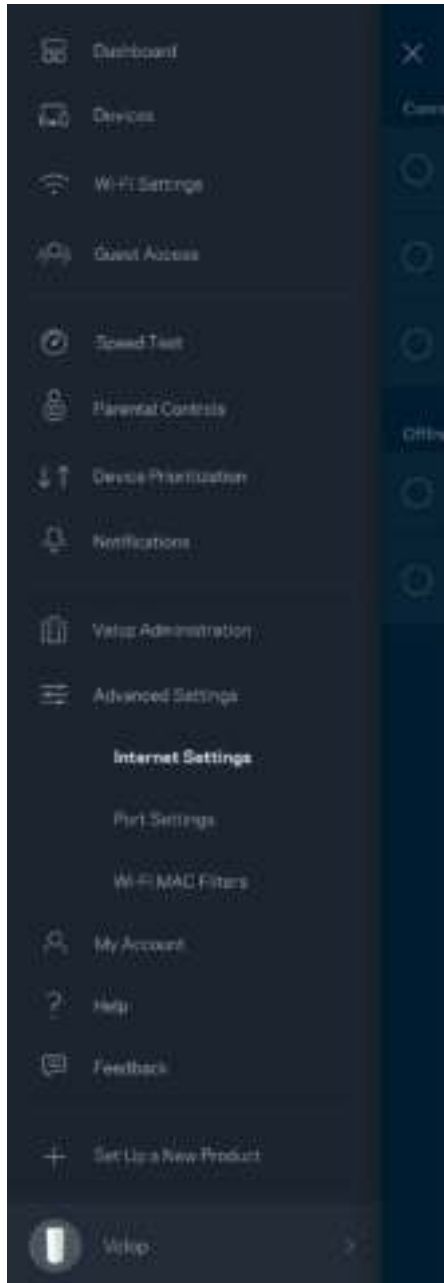 Dashboard
Devices
Wi-Fi Settings
Guest Access
Speed Test
Parental Controls
Device Prioritization
Notifications
Velop Administration
Advanced Settings
Internet Settings
Port Settings
Wi-Fi MAC Filters
My Account
Help
Feedback
Set Up a New Product
Velop